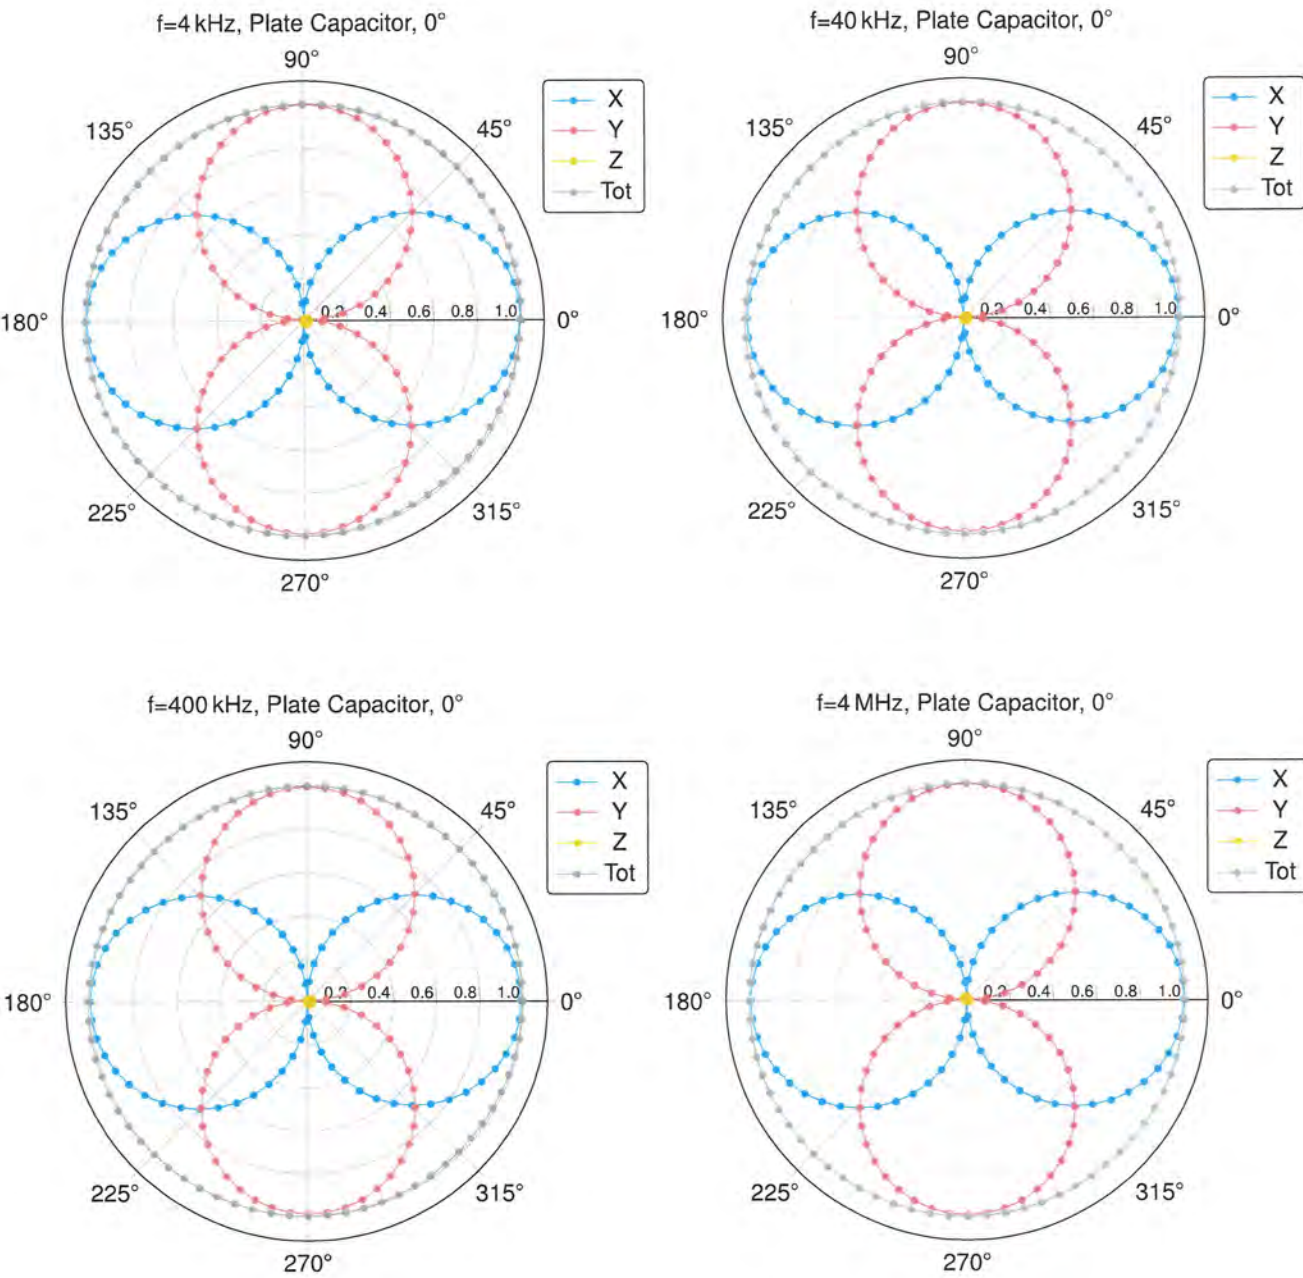 f=4 kHz, Plate Capacitor, 0°
90°
135°
45°
X
Y
Z
Tot
180°
0.2 0.4 0.6 0.8 1.0
0°
225°
315°
270°
f=40 kHz, Plate Capacitor, 0°
90°
135°
45°
X
Y
Z
Tot
180°
0.2 0.4 0.6 0.8 1.0
0°
225°
315°
270°
f=400 kHz, Plate Capacitor, 0°
90°
135°
45°
X
Y
Z
Tot
180°
0.2 0.4 0.6 0.8 1.0
0°
225°
315°
270°
f=4 MHz, Plate Capacitor, 0°
90°
135°
45°
X
Y
Z
Tot
180°
0.2 0.4 0.6 0.8 1.0
0°
225°
315°
270°